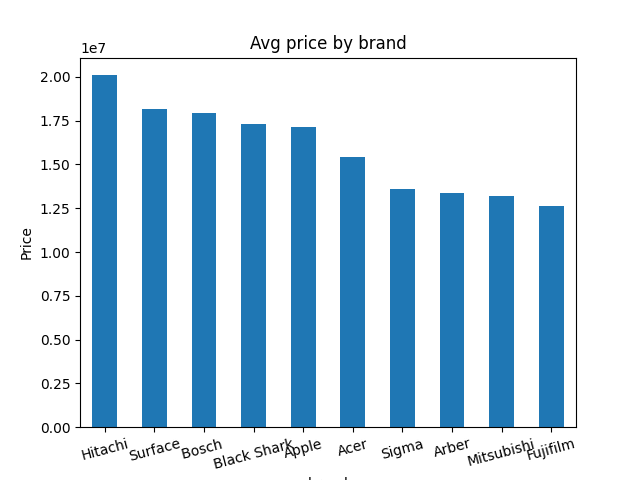 Avg price by brand
1e7
2.00
1.75
1.50
1.25
1.00
0.75
0.50
0.25
0.00
Price
Hitachi Surface Bosch Black Shark Apple Acer Sigma Arber Mitsubishi Fujifilm